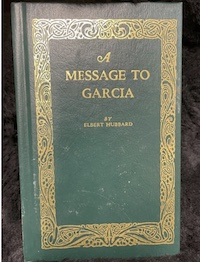 A
MESSAGE TO
GARCIA
BY
ELBERT HUBBARD